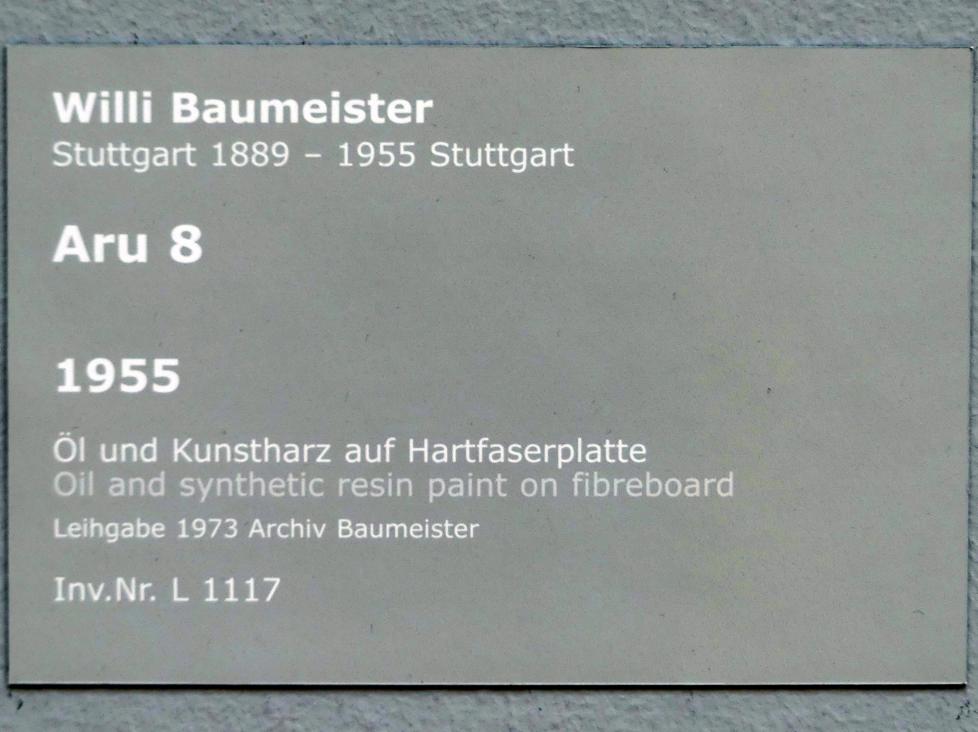 Willi Baumeister
Stuttgart 1889 – 1955 Stuttgart
Aru 8
1955
Öl und Kunstharz auf Hartfaserplatte
Oil and synthetic resin paint on fibreboard
Leihgabe 1973 Archiv Baumeister
Inv.Nr. L 1117